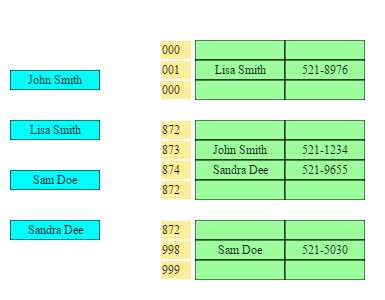 000
001 Lisa Smith 521-8976
John Smith
000
Lisa Smith
872
873 John Smith 521-1234
874 Sandra Dee 521-9655
Sam Doe
872
Sandra Dee
872
998 Sam Doe 521-5030
999